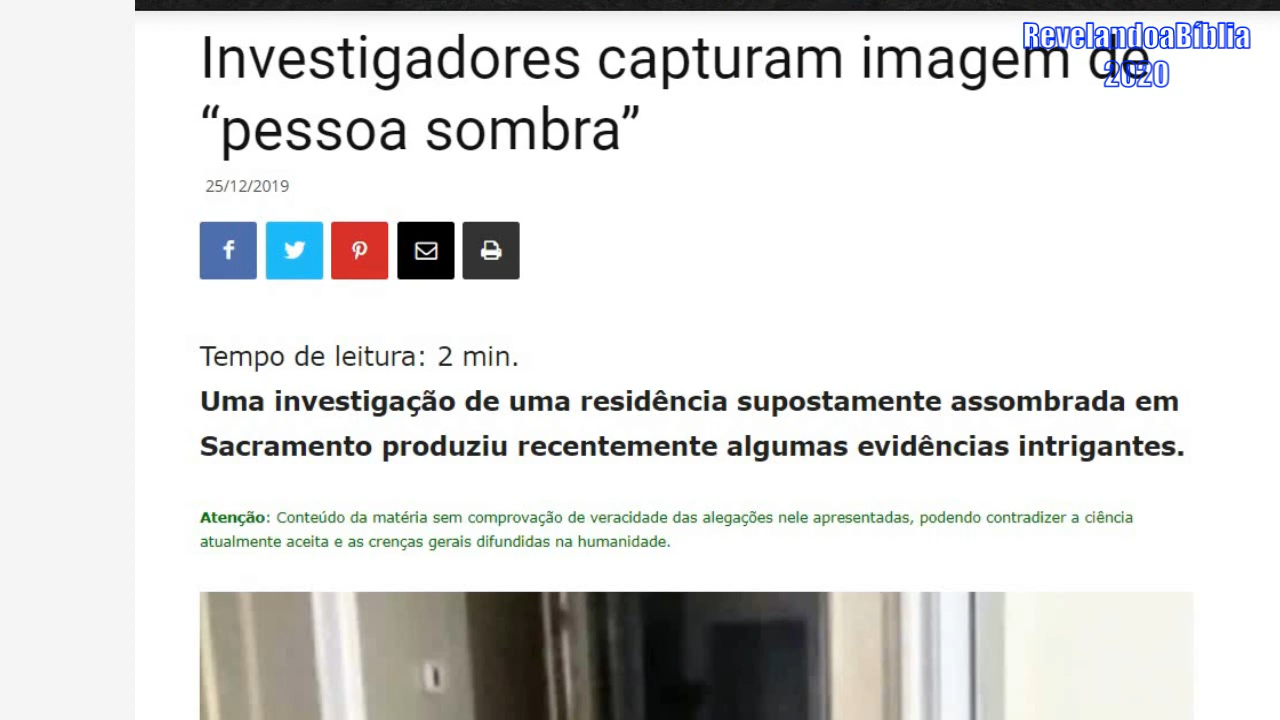 RevelandoaBíblia
2020
Investigadores capturam imagem de
“pessoa sombra”
25/12/2019
Tempo de leitura: 2 min.
Uma investigação de uma residência supostamente assombrada em
Sacramento produziu recentemente algumas evidências intrigantes.
Atenção: Conteúdo da matéria sem comprovação de veracidade das alegações nele apresentadas, podendo contradizer a ciência
atualmente aceita e as crenças gerais difundidas na humanidade.